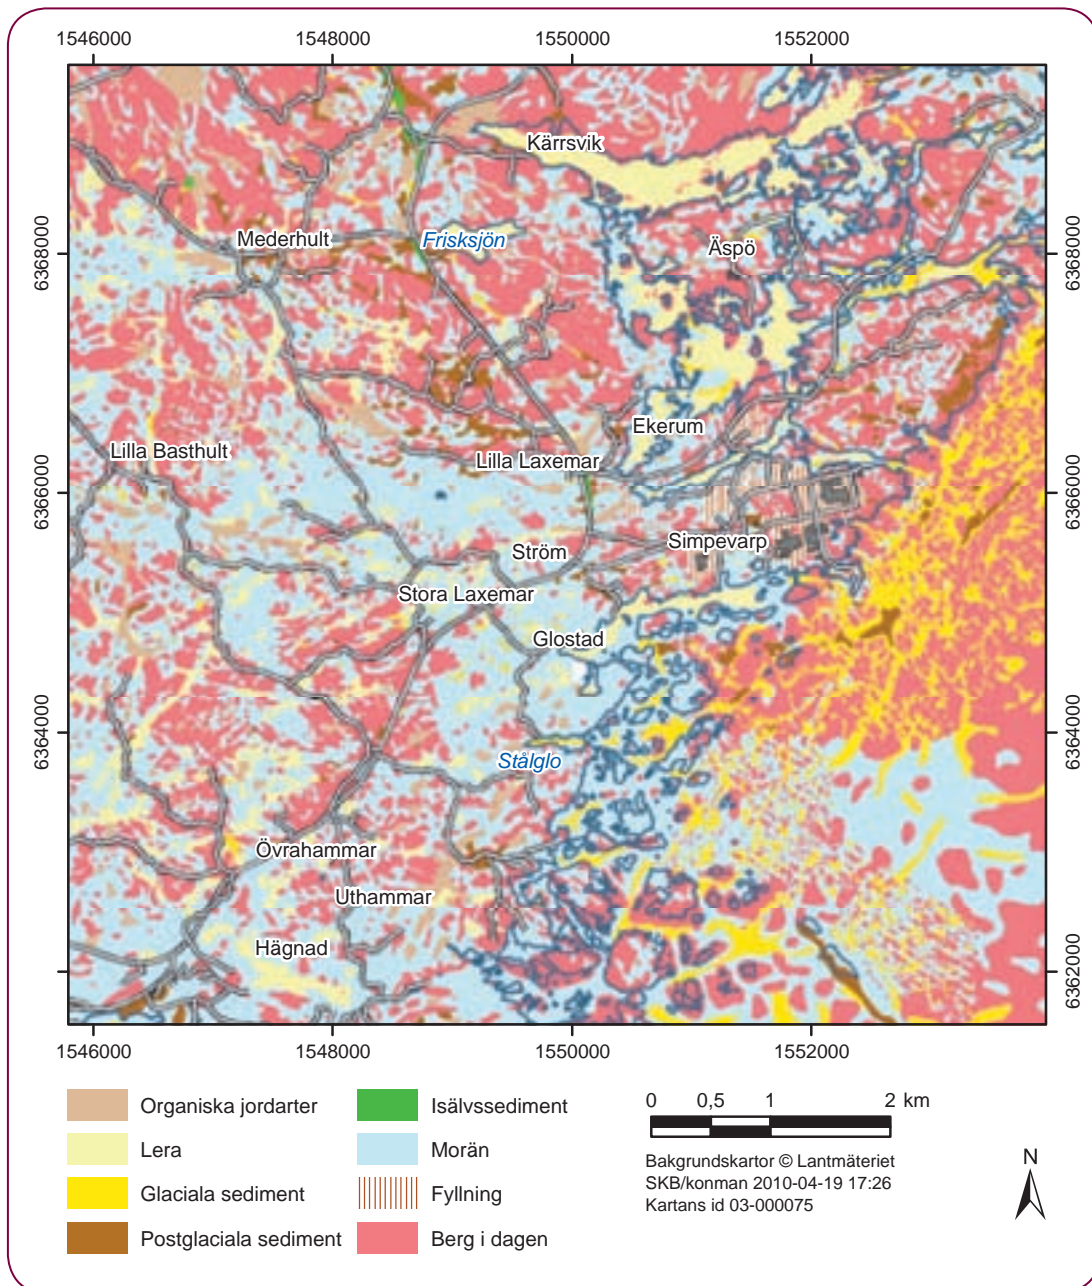 1546000 1548000 1550000 1552000
Kärrsvik
Mederhult
Frisksjön
Äspö
6368000
6368000
Ekerum
Lilla Basthult
Lilla Laxemar
6366000
6366000
Simpevarp
Ström
Stora Laxemar
Glostad
6364000
6364000
Stålglo
Övrahammar
Uthammar
Hägnad
6362000
1546000 1548000 1550000 1552000
Organiska jordarter
Lera
Glaciala sediment
Postglaciala sediment
Isälvssediment
Morän
Fyllning
Berg i dagen
0 0,5 1 2 km
Bakgrundskartor © Lantmäteriet
SKB/konman 2010-04-19 17:26
Kartans id 03-000075
N